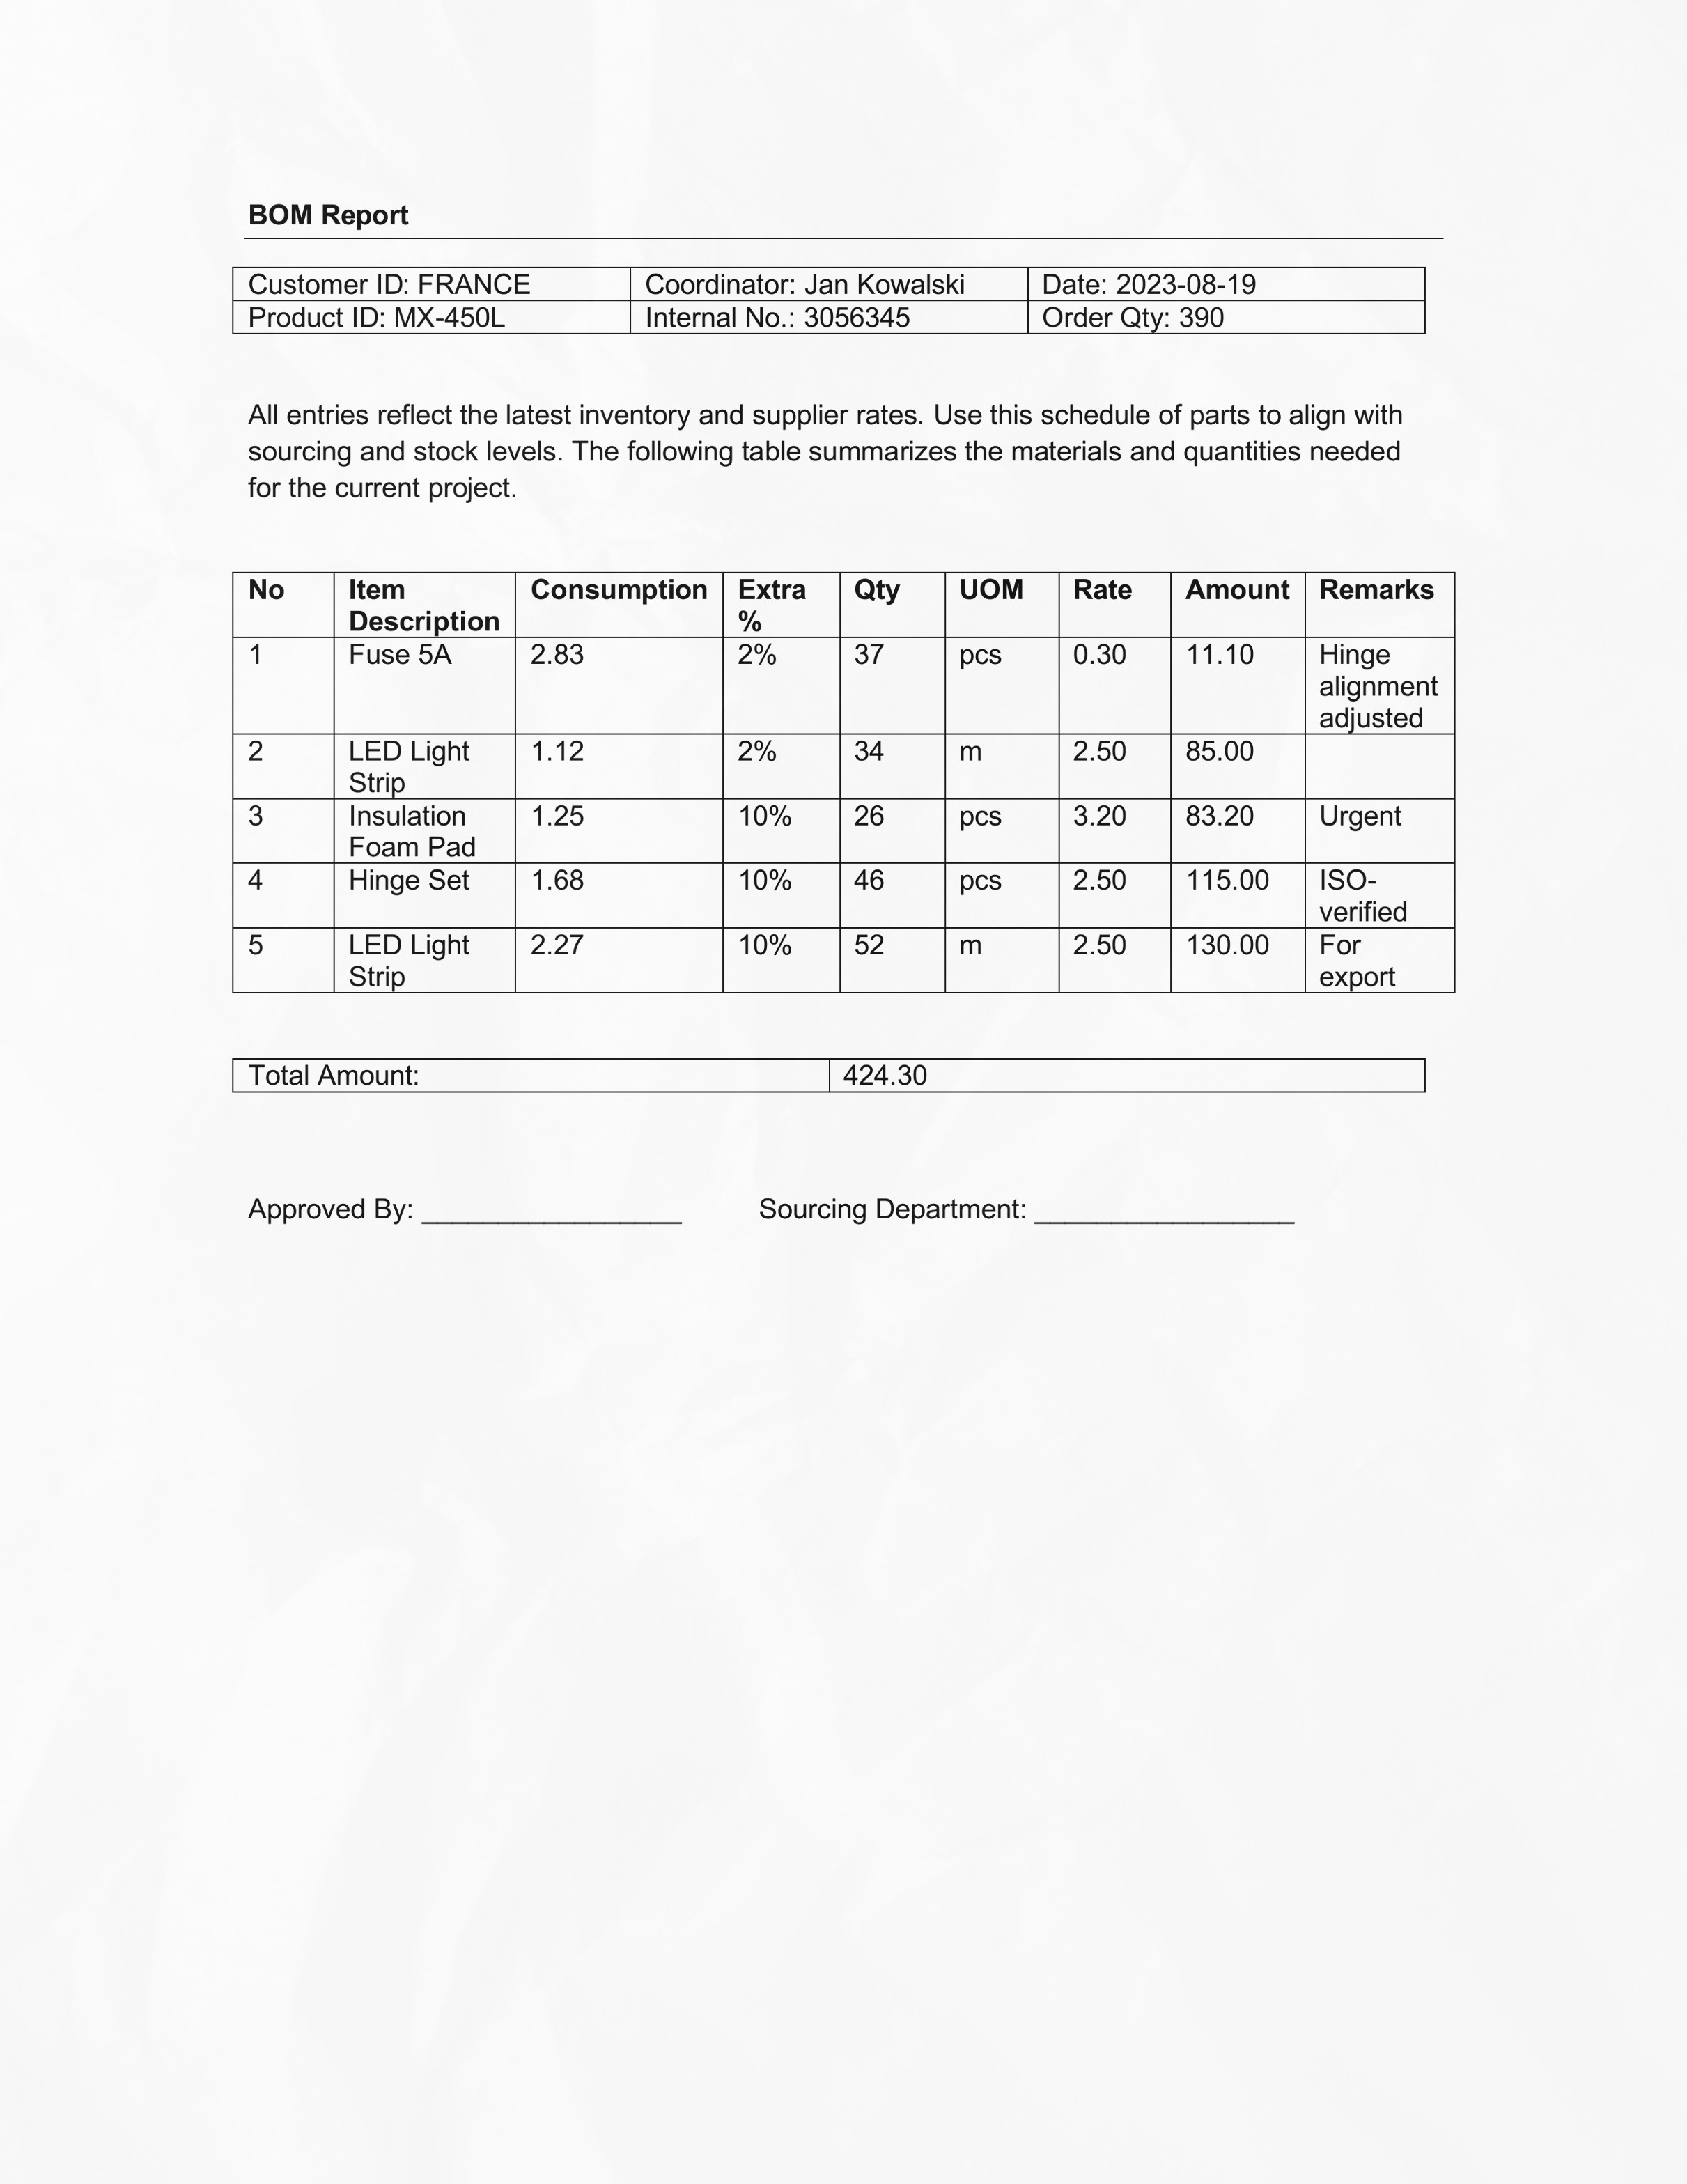 BOM Report
Customer ID: FRANCE Coordinator: Jan Kowalski Date: 2023-08-19
Product ID: MX-450L Internal No.: 3056345 Order Qty: 390
All entries reflect the latest inventory and supplier rates. Use this schedule of parts to align with
sourcing and stock levels. The following table summarizes the materials and quantities needed
for the current project.
No Item Description Consumption Extra % Qty UOM Rate Amount Remarks
1 Fuse 5A 2.83 2% 37 pcs 0.30 11.10 Hinge alignment adjusted
2 LED Light Strip 1.12 2% 34 m 2.50 85.00
3 Insulation Foam Pad 1.25 10% 26 pcs 3.20 83.20 Urgent
4 Hinge Set 1.68 10% 46 pcs 2.50 115.00 ISO-verified
5 LED Light Strip 2.27 10% 52 m 2.50 130.00 For export
Total Amount: 424.30
Approved By: _________________ Sourcing Department: _________________